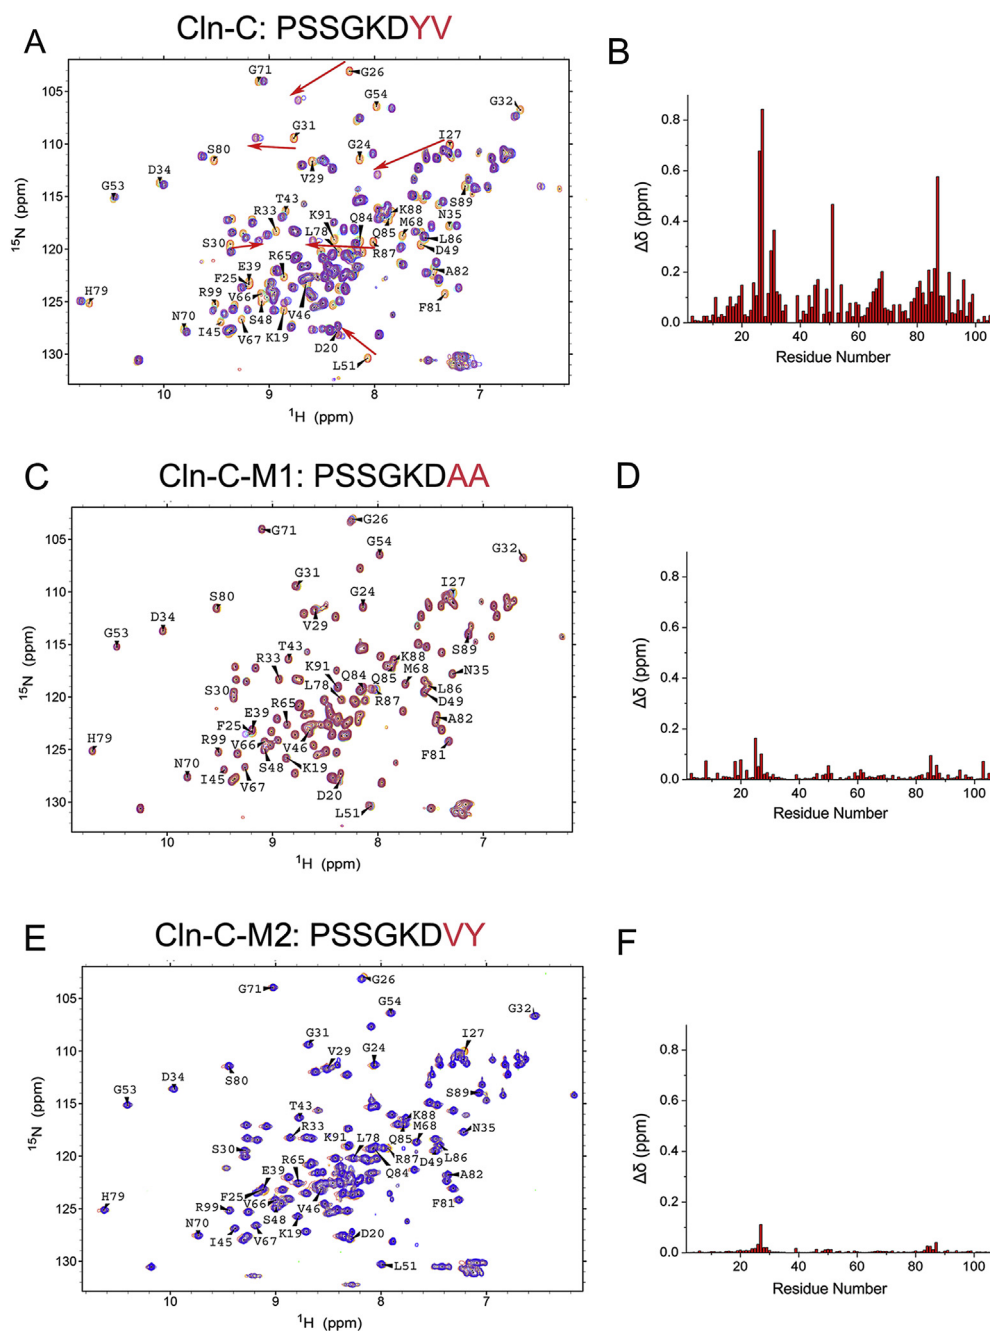 A
Cln-C: PSSGKDYV
G71
G26
G54
G32
G31
I27
S80
G24
V29
D34
G53
T43
S89
R33
K91
Q84
K88
N35
L78
Q85
M68
L86
S30
R87
D49
R65
E39
F25
A82
H79
R99
V66
F81
S48
V46
N70
K19
I45
V67
D20
L51
105
110
115
120
125
130
15N (ppm)
10 9 8 7
1H (ppm)
B
0.8
0.6
0.4
0.2
0.0
Δδ (ppm)
20 40 60 80 100
Residue Number
C
Cln-C-M1: PSSGKDAA
G26
G71
G54
G32
G31
I27
S80
G24
V29
D34
G53
S89
T43
R33
K91
Q84
K88
N35
L78
Q85
M68
L86
S30
R87
D49
R65
E39
F25
A82
H79
R99
V66
F81
S48
V46
N70
K19
I45
V67
D20
L51
105
110
115
120
125
130
15N (ppm)
10 9 8 7
1H (ppm)
D
0.8
0.6
0.4
0.2
0.0
Δδ (ppm)
20 40 60 80 100
Residue Number
E
Cln-C-M2: PSSGKDVY
G26
G71
G54
G32
G31
I27
V29
G24
S80
D34
G53
S89
T43
K88
R33
M68
N35
K91
L78
Q85
S30
R87
L86
D49
Q84
R65
E39
F25
A82
V66
H79
R99
V46
F81
S48
N70
K19
I45
V67
D20
L51
105
110
115
120
125
130
15N (ppm)
10 9 8 7
1H (ppm)
F
0.8
0.6
0.4
0.2
0.0
Δδ (ppm)
20 40 60 80 100
Residue Number